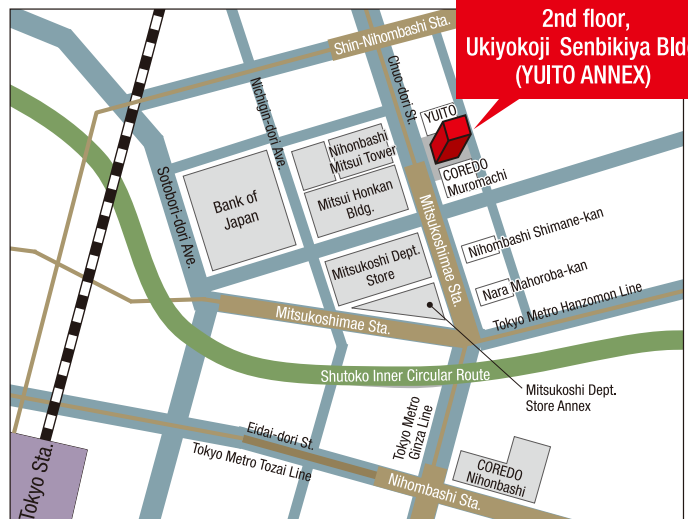 2nd floor,
Ukiyokoji Senbikiya Bld
(YUITO ANNEX)
Shin-Nihombashi Sta.
Chuo-dori St.
Nichigin-dori Ave.
YUITO
Nihonbashi
Mitsui Tower
COREDO
Muromachi
Sotobori-dori Ave.
Bank of
Japan
Mitsui Honkan
Bldg.
Mitsukoshimae Sta.
Nihombashi Shimane-kan
Mitsukoshi Dept.
Store
Nara Mahoroba-kan
Tokyo Metro Hanzomon Line
Mitsukoshimae Sta.
Shutoko Inner Circular Route
Mitsukoshi Dept.
Store Annex
Eidai-dori St.
Tokyo Metro Tozai Line
Tokyo Metro
Ginza Line
COREDO
Nihonbashi
Nihombashi Sta.
Tokyo Sta.